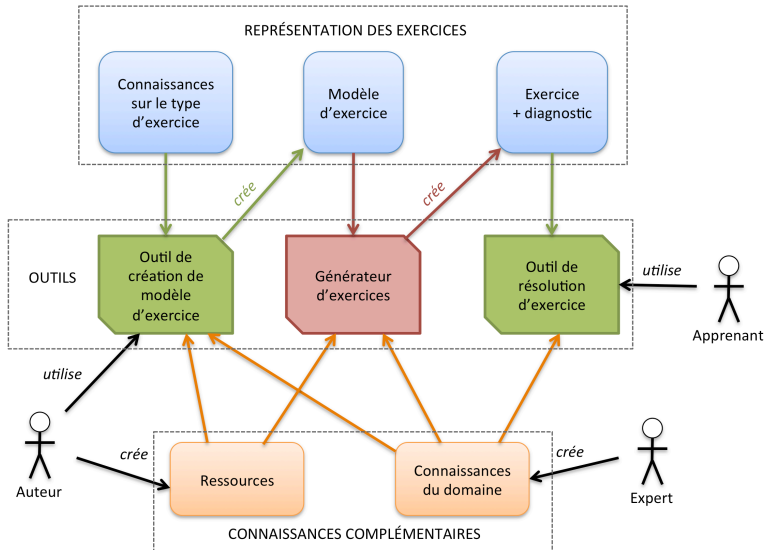 REPRÉSENTATION DES EXERCICES
Connaissances
sur le type
d’exercice
Modèle
d’exercice
Exercice
+ diagnostic
crée
crée
OUTILS
Outil de
création de
modèle
d’exercice
Générateur
d’exercices
Outil de
résolution
d’exercice
utilise
Apprenant
utilise
Auteur
crée
Ressources
Connaissances
du domaine
crée
Expert
CONNAISSANCES COMPLÉMENTAIRES